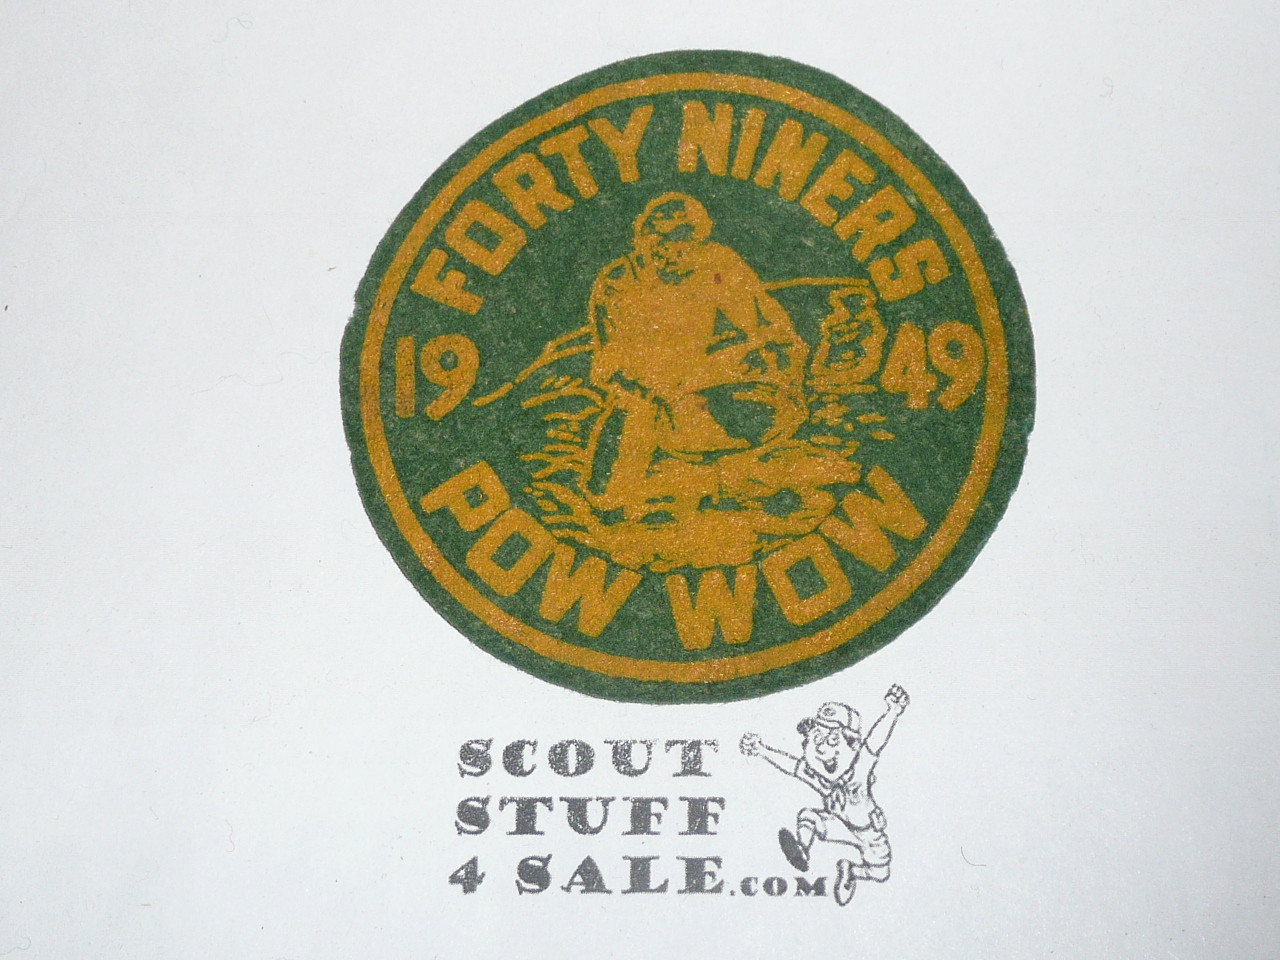 FORTY NINERS
19 49
POW WOW
SCOUT
STUFF
4 SALE.COM